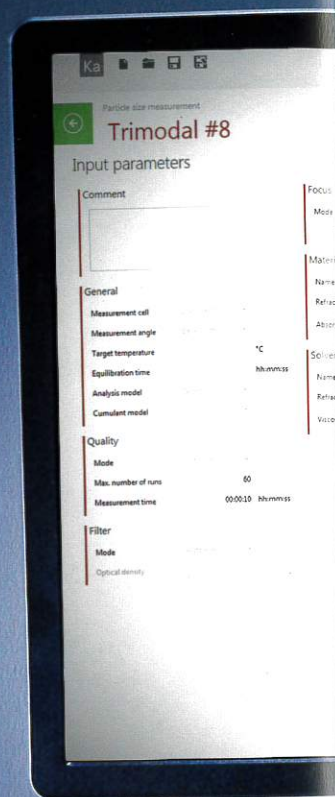 Ka
Particle size measurement
Trimodal #8
Input parameters
Comment
General
Measurement cell
Measurement angle
Target temperature °C
Equilibration time hh:mm:ss
Analysis model
Cumulant model
Quality
Mode
Max. number of runs 60
Measurement time 00:00:10 hh:mm:ss
Filter
Mode
Optical density
Focus
Mode
Materi
Name
Refrac
Absor
Solven
Name
Refrac
Visco